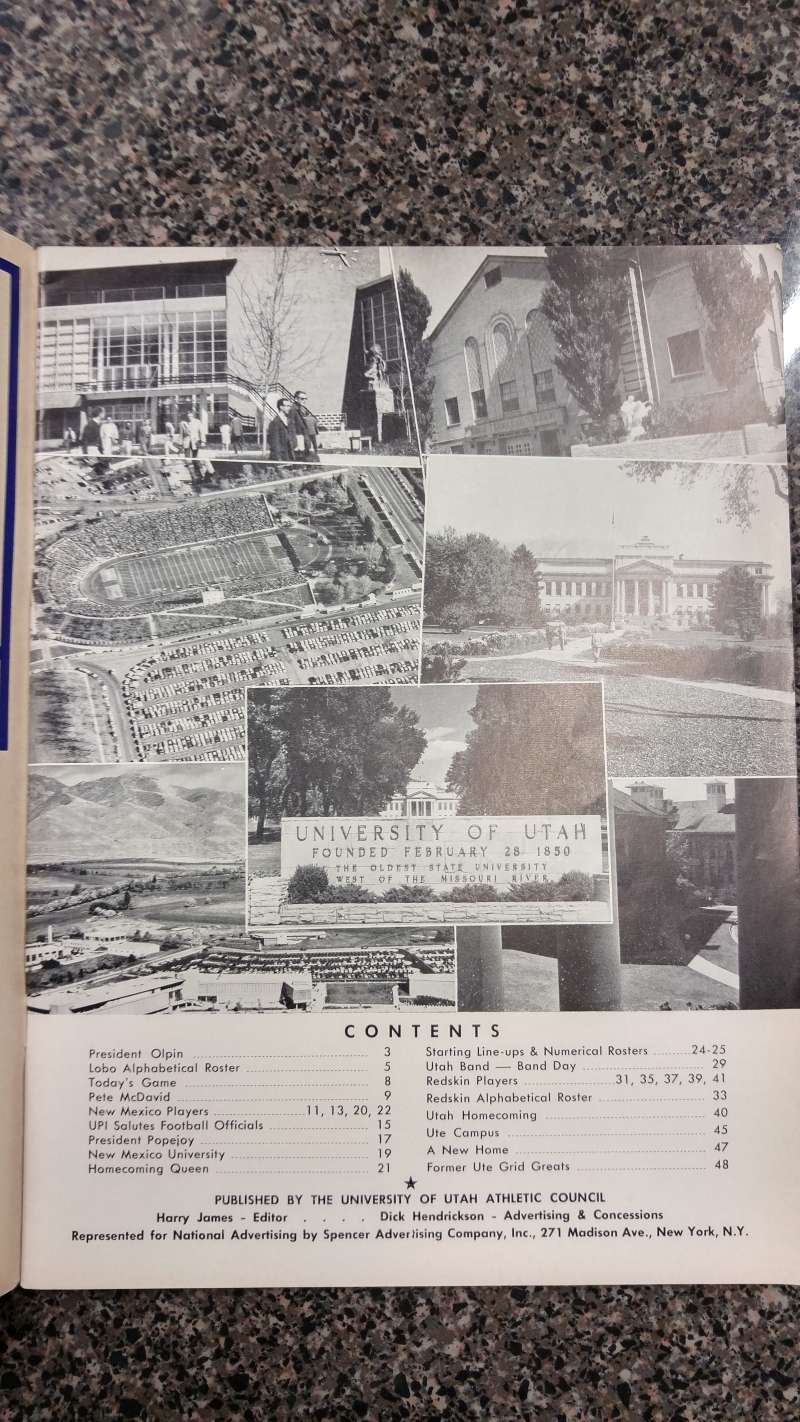 UNIVERSITY OF UTAH
FOUNDED FEBRUARY 28 1850
THE OLDEST STATE UNIVERSITY
WEST OF THE MISSOURI RIVER
CONTENTS
President Olpin ........ 3
Lobo Alphabetical Roster ........ 5
Today's Game ........ 8
Pete McDavid ........ 9
New Mexico Players ........ 11, 13, 20, 22
UPI Salutes Football Officials ........ 15
President Popejoy ........ 17
New Mexico University ........ 19
Homecoming Queen ........ 21
Starting Line-ups & Numerical Rosters ........ 24-25
Utah Band — Band Day ........ 29
Redskin Players ........ 31, 35, 37, 39, 41
Redskin Alphabetical Roster ........ 33
Utah Homecoming ........ 40
Ute Campus ........ 45
A New Home ........ 47
Former Ute Grid Greats ........ 48
★
PUBLISHED BY THE UNIVERSITY OF UTAH ATHLETIC COUNCIL
Harry James - Editor . . . . Dick Hendrickson - Advertising & Concessions
Represented for National Advertising by Spencer Advertising Company, Inc., 271 Madison Ave., New York, N.Y.